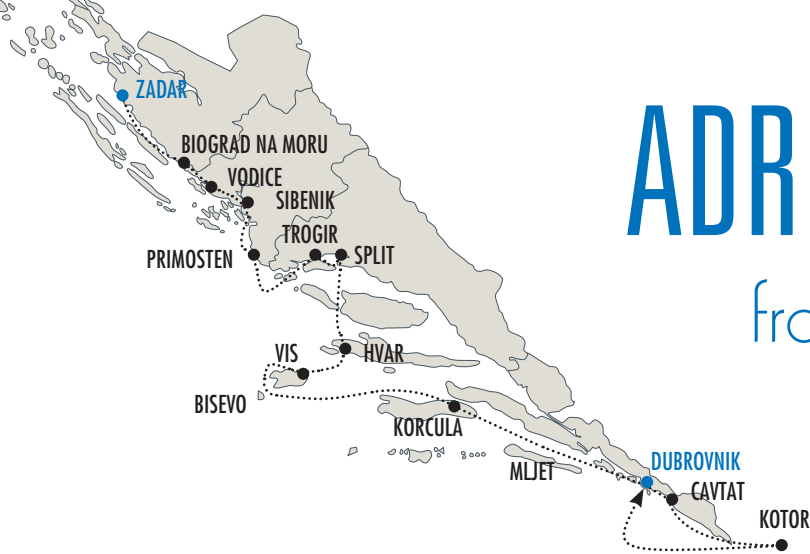 ZADAR
ADR
BIOGRAD NA MORU
VODICE
SIBENIK
TROGIR
PRIMOSTEN
SPLIT
fro
VIS
HVAR
BISEVO
KORCULA
MLJET
DUBROVNIK
CAVTAT
KOTOR